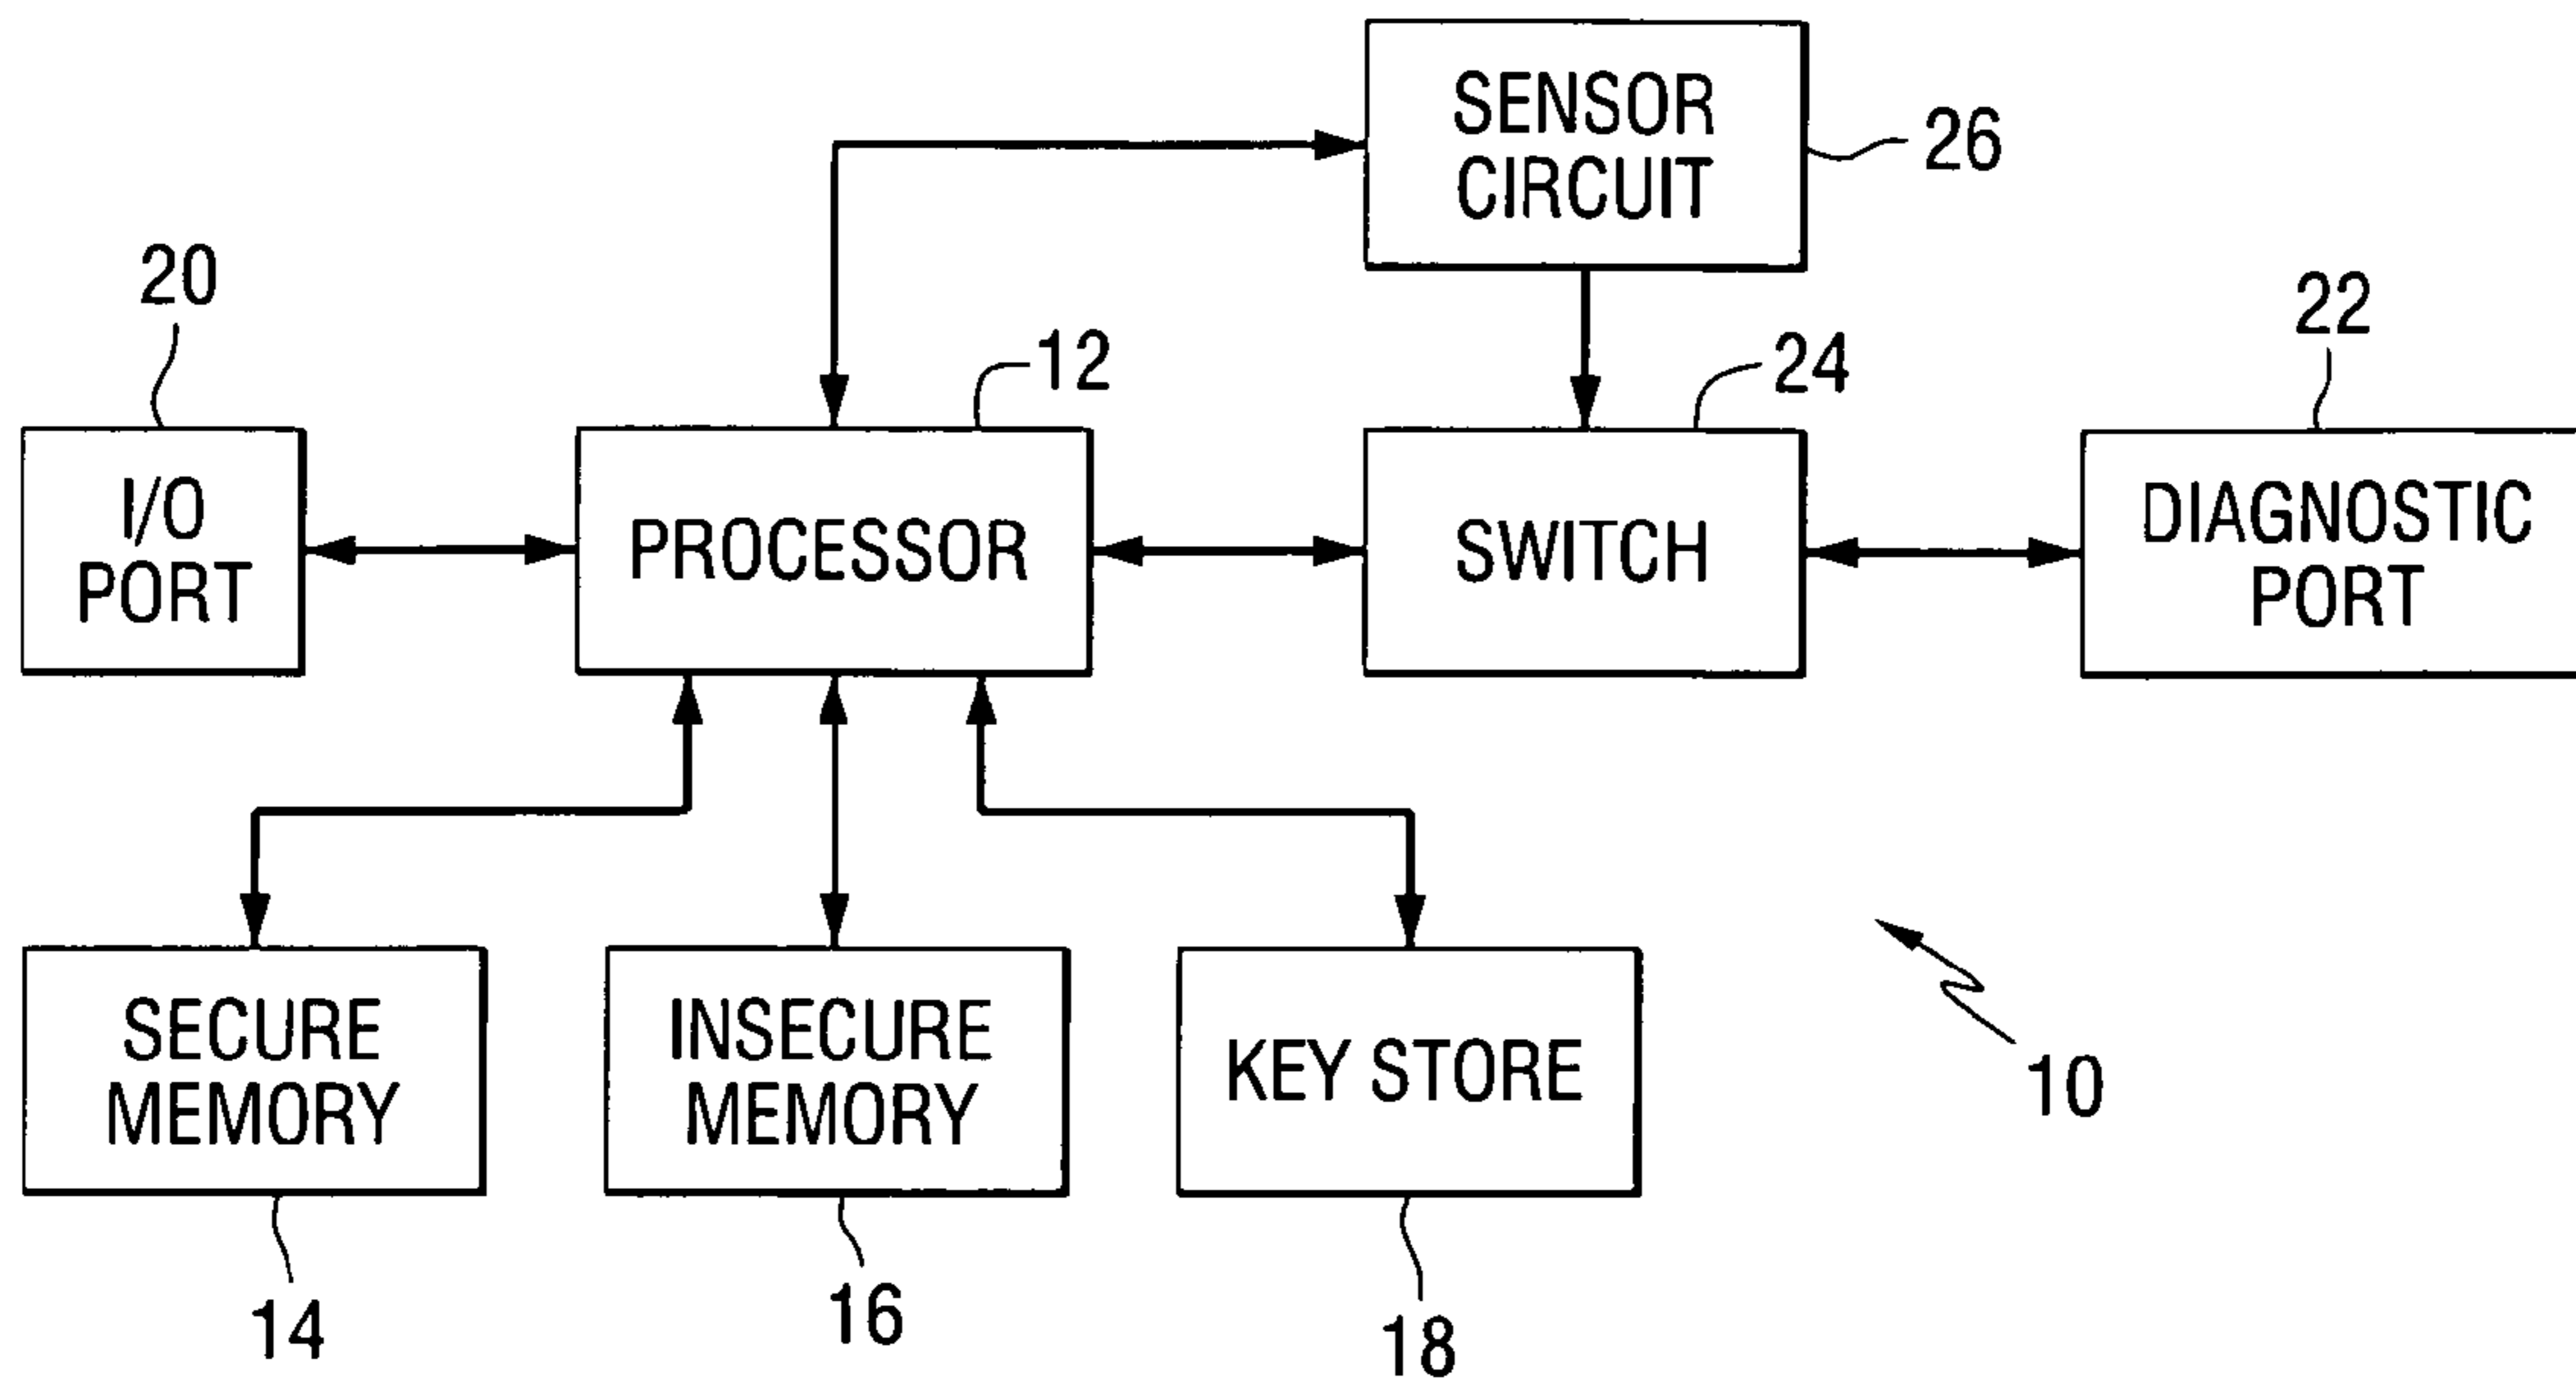 SENSOR
CIRCUIT
26
20
12
24
22
I/O
PORT
PROCESSOR
SWITCH
DIAGNOSTIC
PORT
SECURE
MEMORY
INSECURE
MEMORY
KEY STORE
10
14
16
18